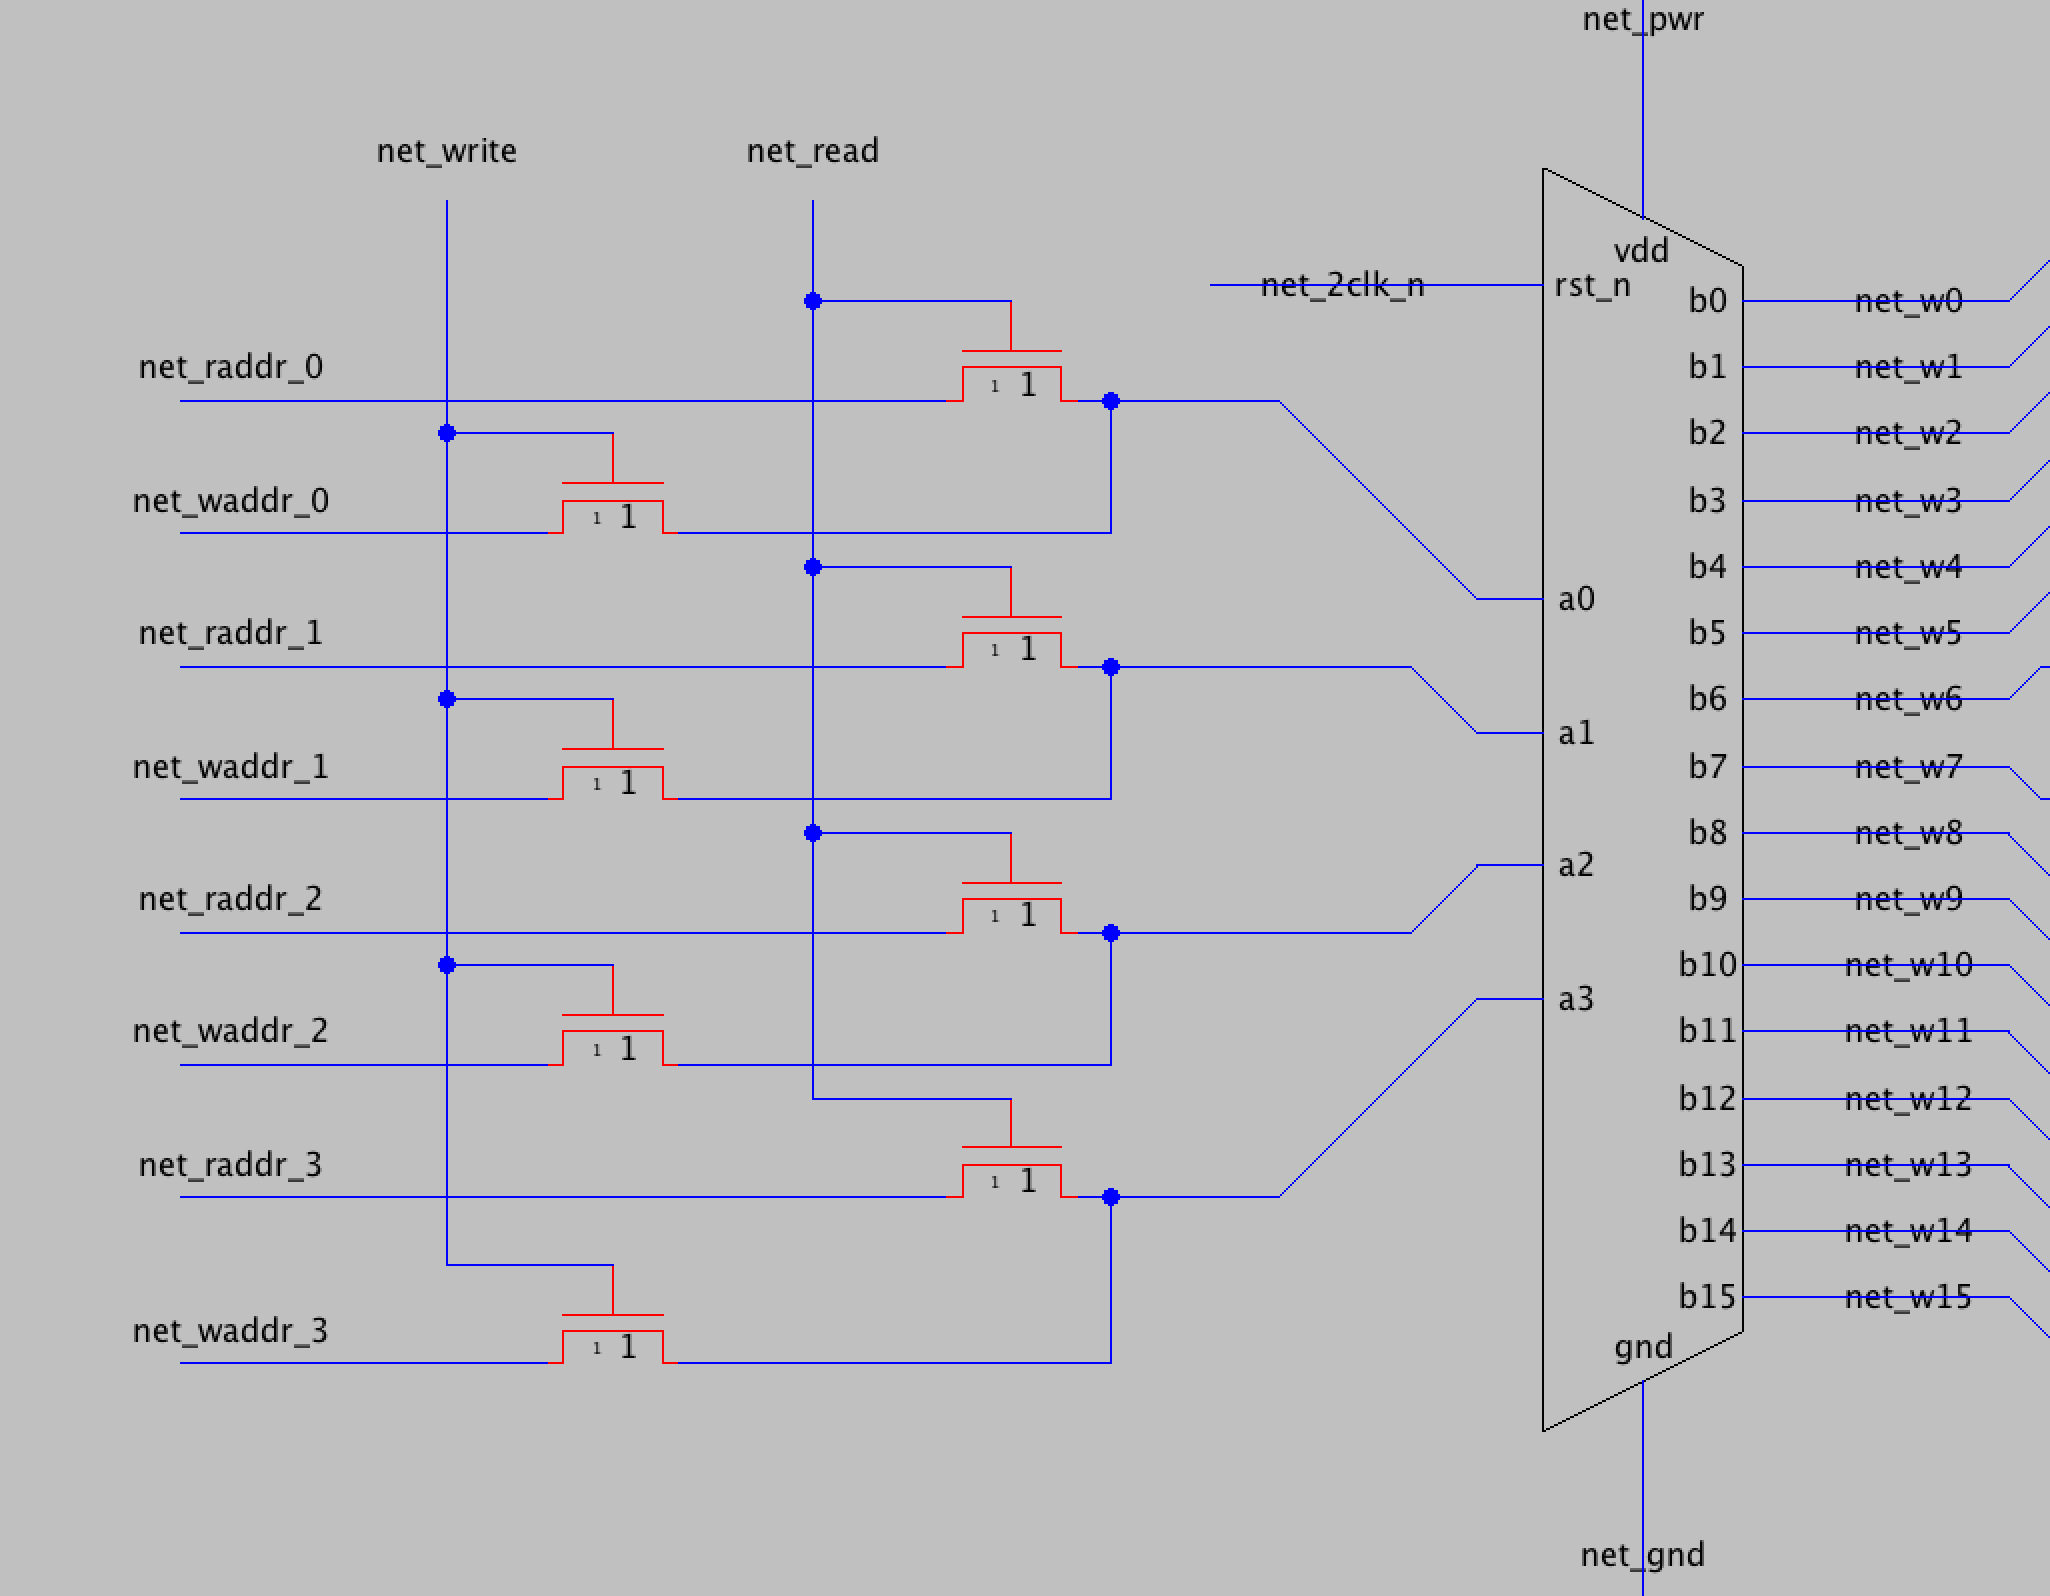 net_pwr
net_write
net_read
vdd
net_2clk_n
rst_n
b0
net_w0
net_raddr_0
1 1
b1
net_w1
b2
net_w2
net_waddr_0
1 1
b3
net_w3
b4
net_w4
a0
net_raddr_1
1 1
b5
net_w5
b6
net_w6
a1
net_waddr_1
1 1
b7
net_w7
b8
net_w8
a2
net_raddr_2
1 1
b9
net_w9
b10
net_w10
a3
net_waddr_2
1 1
b11
net_w11
b12
net_w12
net_raddr_3
1 1
b13
net_w13
b14
net_w14
b15
net_w15
net_waddr_3
1 1
gnd
net_gnd